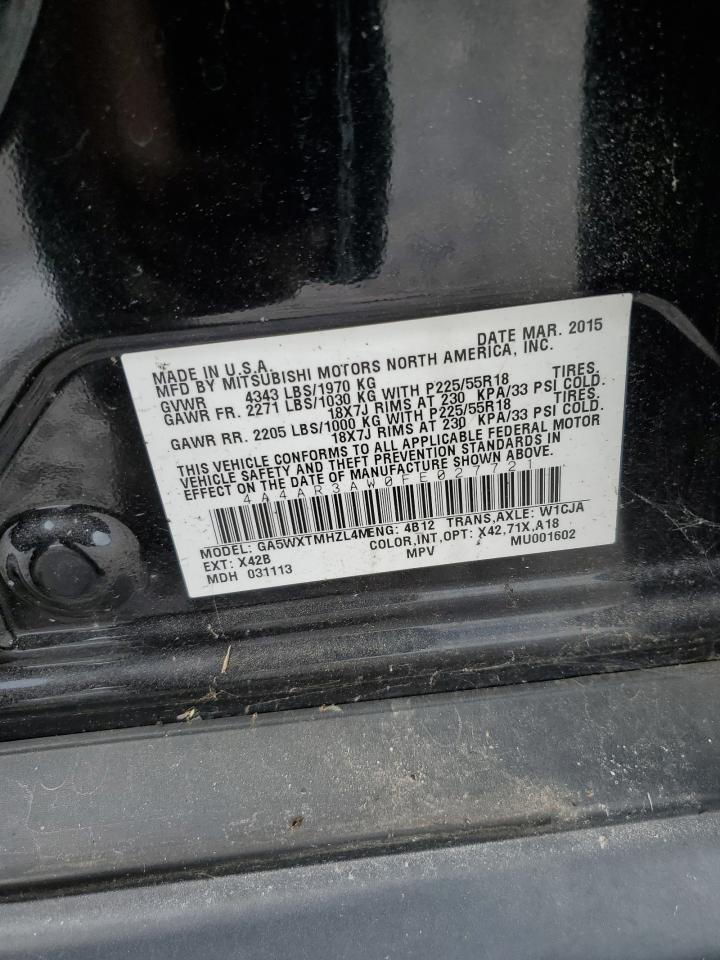 MADE IN U.S.A. DATE MAR. 2015
MFD BY MITSUBISHI MOTORS NORTH AMERICA, INC.
GVWR 4343 LBS/1970 KG
GAWR FR. 2271 LBS/1030 KG WITH P225/55R18 TIRES,
18X7J RIMS AT 230 KPA/33 PSI COLD.
GAWR RR. 2205 LBS/1000 KG WITH P225/55R18 TIRES,
18X7J RIMS AT 230 KPA/33 PSI COLD.
THIS VEHICLE CONFORMS TO ALL APPLICABLE FEDERAL MOTOR
VEHICLE SAFETY AND THEFT PREVENTION STANDARDS IN
EFFECT ON THE DATE OF MANUFACTURE SHOWN ABOVE.
4A4AR3AW0FE027721
MODEL: GA5WXTMHZL4M ENG: 4B12 TRANS,AXLE: W1CJA
EXT: X42B COLOR,INT,OPT: X42,71X,A18
MDH 031113 MPV MU001602